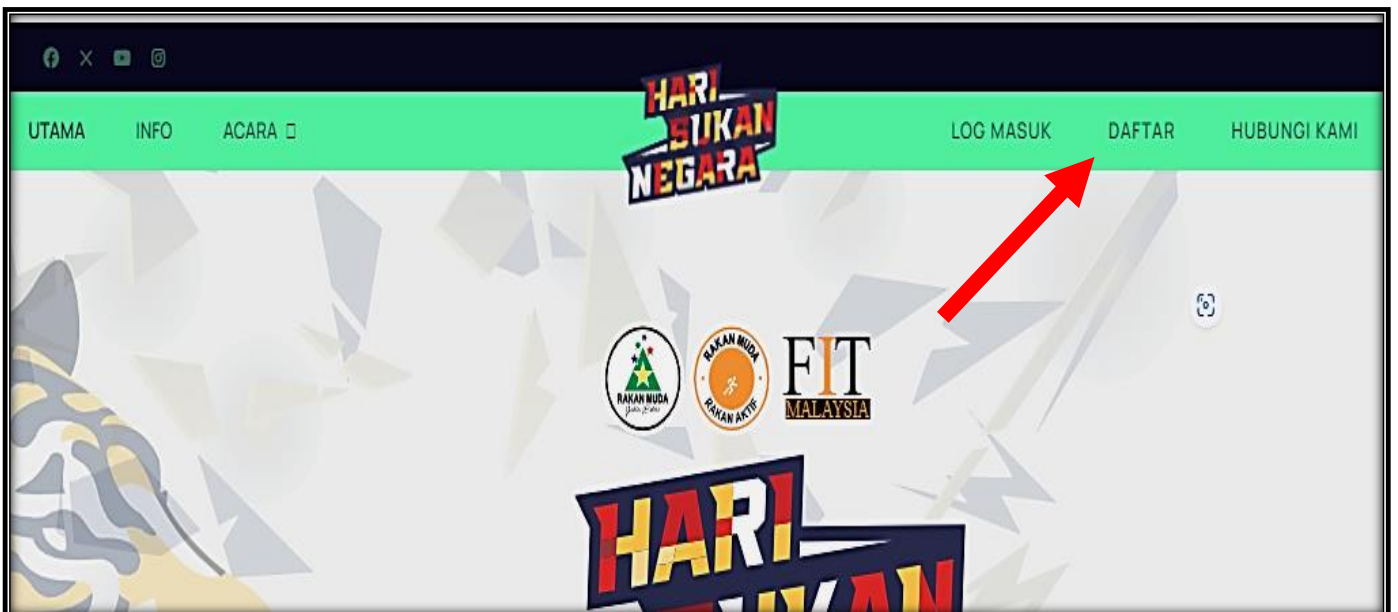 UTAMA INFO ACARA
HARI
SUKAN
NEGARA
LOG MASUK DAFTAR HUBUNGI KAMI
RAKAN MUDA
RAKAN MUDA
RAKAN AKTIF
FIT
MALAYSIA
HARI
SUKAN